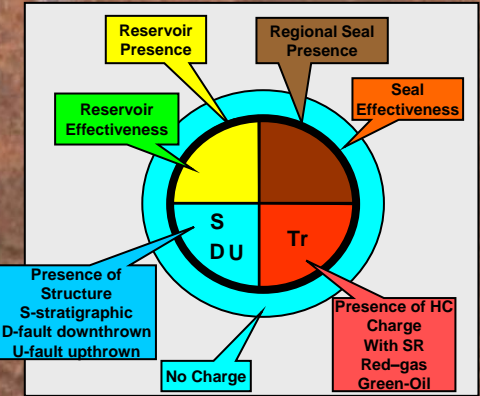 Reservoir
Presence
Regional Seal
Presence
Reservoir
Effectiveness
Seal
Effectiveness
S
D U
Tr
Presence of
Structure
S-stratigraphic
D-fault downthrown
U-fault upthrown
No Charge
Presence of HC
Charge
With SR
Red–gas
Green-Oil